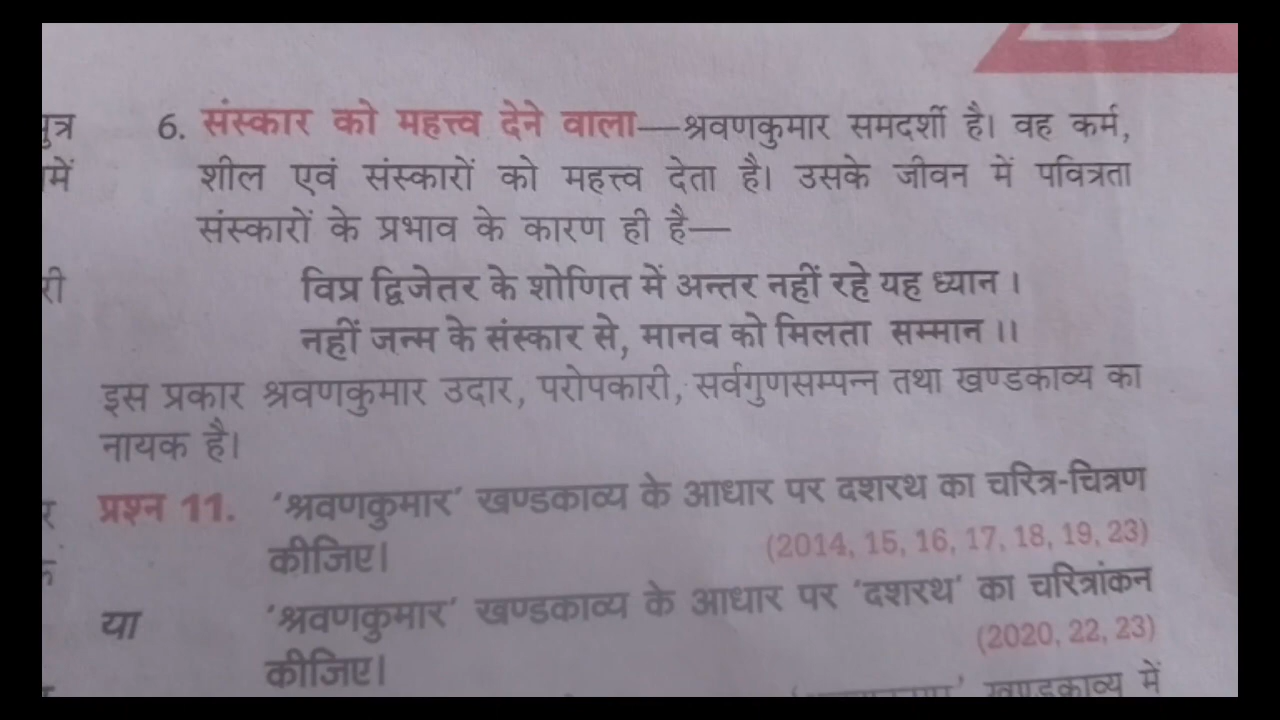 6. संस्कार को महत्त्व देने वाला—श्रवणकुमार समदर्शी है। वह कर्म,
शील एवं संस्कारों को महत्त्व देता है। उसके जीवन में पवित्रता
संस्कारों के प्रभाव के कारण ही है—
विप्र द्विजेतर के शोणित में अन्तर नहीं रहे यह ध्यान।
नहीं जन्म के संस्कार से, मानव को मिलता सम्मान।।
इस प्रकार श्रवणकुमार उदार, परोपकारी, सर्वगुणसम्पन्न तथा खण्डकाव्य का
नायक है।
प्रश्न 11. 'श्रवणकुमार' खण्डकाव्य के आधार पर दशरथ का चरित्र-चित्रण
कीजिए। (2014, 15, 16, 17, 18, 19, 23)
या 'श्रवणकुमार' खण्डकाव्य के आधार पर 'दशरथ' का चरित्रांकन
कीजिए। (2020, 22, 23)
खण्डकाव्य में